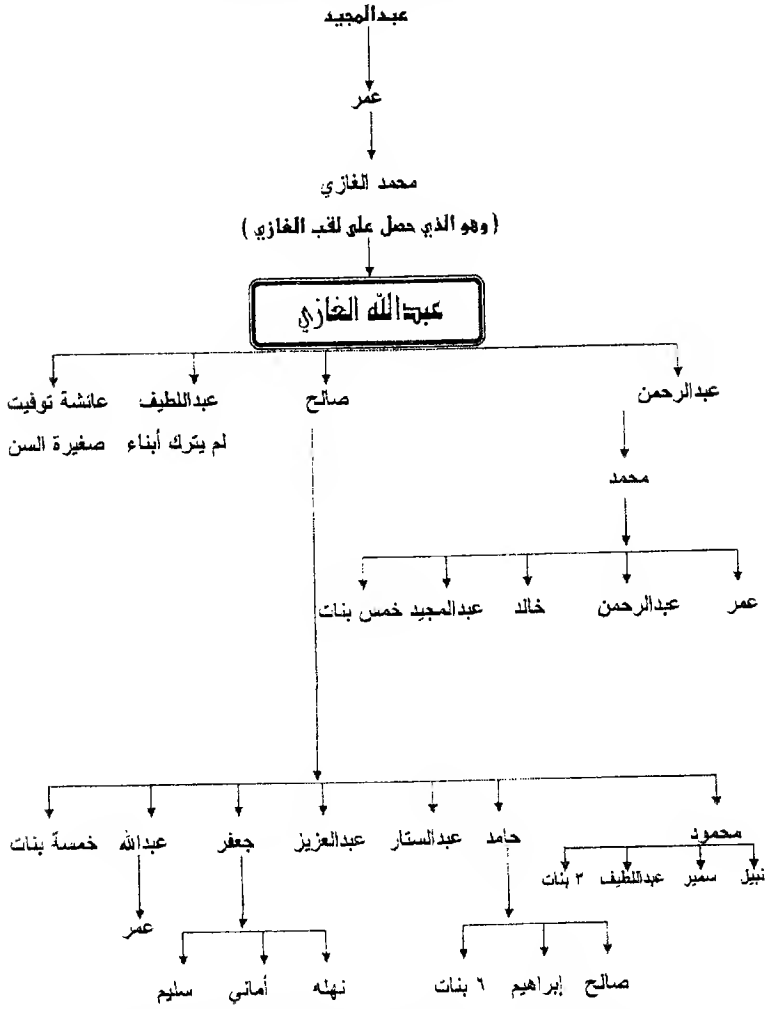 عبدالمجيد
عمر
محمد الغازي
( وهو الذي حصل على لقب الغازي )
عبدالله الغازي
عبدالرحمن صالح عبداللطيف عائشة توفيت
لم يترك أبناء صغيرة السن
محمد
عمر عبدالرحمن خالد عبدالمجيد خمس بنات
محمود حامد عبدالستار عبدالعزيز جعفر عبدالله خمسة بنات
نبيل سمير عبداللطيف ٣ بنات
عمر
صالح إبراهيم ٦ بنات نهله أماني سليم